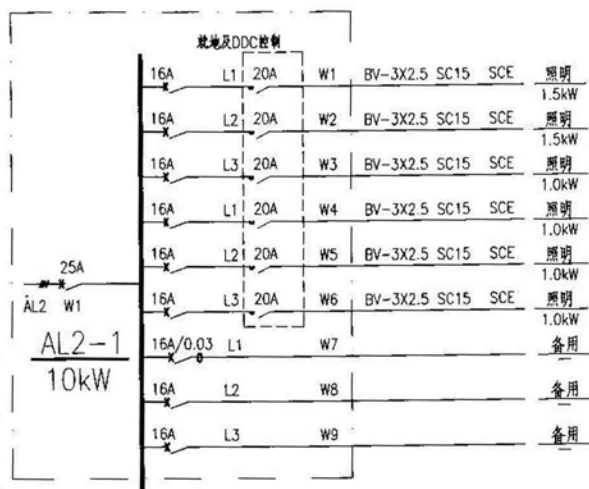 就地及DDC控制
16A L1 20A W1 BV-3X2.5 SC15 SCE 照明
1.5kW
16A L2 20A W2 BV-3X2.5 SC15 SCE 照明
1.5kW
16A L3 20A W3 BV-3X2.5 SC15 SCE 照明
1.0kW
16A L1 20A W4 BV-3X2.5 SC15 SCE 照明
1.0kW
16A L2 20A W5 BV-3X2.5 SC15 SCE 照明
1.0kW
25A
16A L3 20A W6 BV-3X2.5 SC15 SCE 照明
1.0kW
AL2 W1
AL2-1
10kW
16A/0.03 L1 W7 备用
16A L2 W8 备用
16A L3 W9 备用